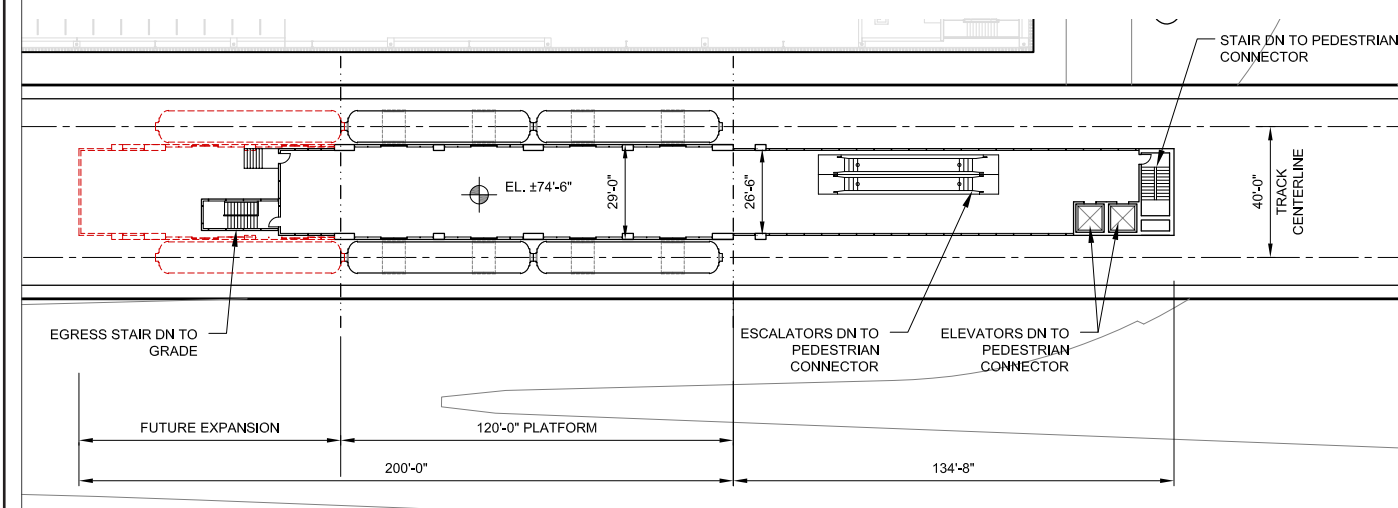 STAIR DN TO PEDESTRIAN
CONNECTOR
EL. ±74'-6"
29'-0"
26'-6"
40'-0"
TRACK
CENTERLINE
EGRESS STAIR DN TO
GRADE
ESCALATORS DN TO
PEDESTRIAN
CONNECTOR
ELEVATORS DN TO
PEDESTRIAN
CONNECTOR
FUTURE EXPANSION
120'-0" PLATFORM
200'-0"
134'-8"